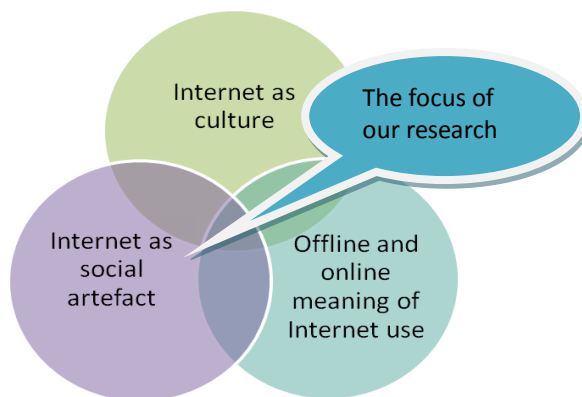 Internet as
culture
The focus of
our research
Internet as
social
artefact
Offline and
online
meaning of
Internet use